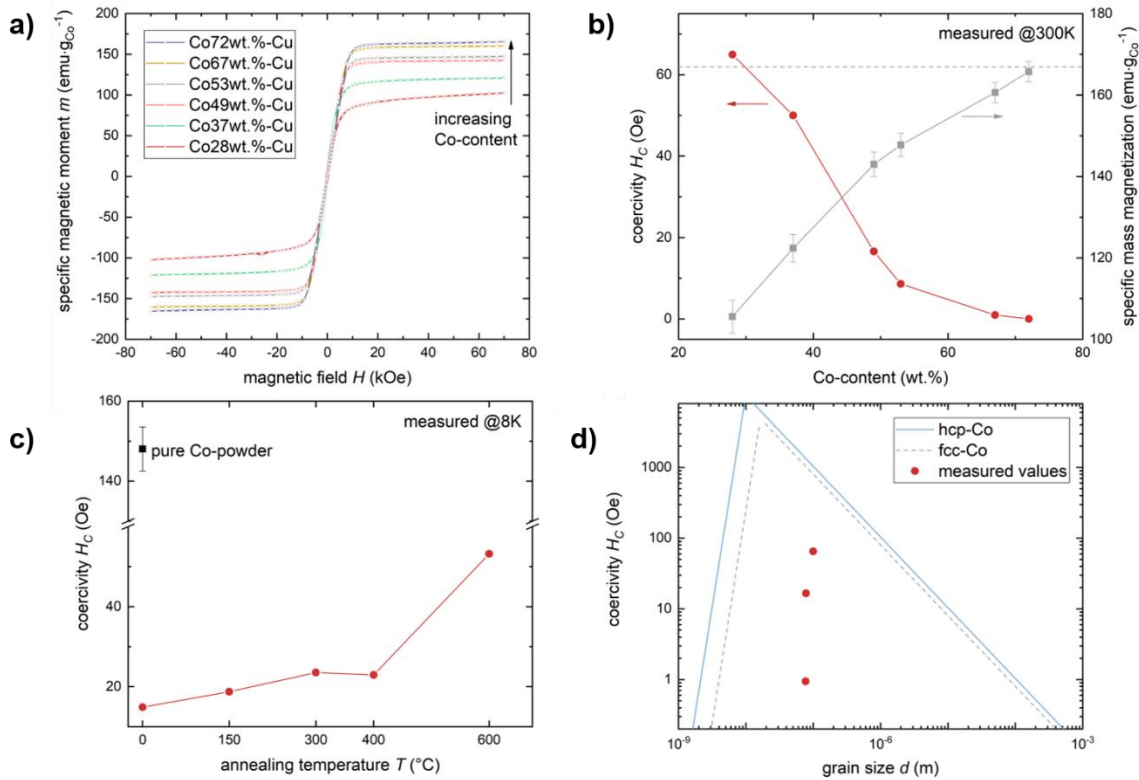 a)
specific magnetic moment m (emu·gCo⁻¹)
200
150
100
50
0
-50
-100
-150
-200
Co72wt.%-Cu
Co67wt.%-Cu
Co53wt.%-Cu
Co49wt.%-Cu
Co37wt.%-Cu
Co28wt.%-Cu
increasing
Co-content
-80 -60 -40 -20 0 20 40 60 80
magnetic field H (kOe)
b)
coercivity HC (Oe)
60
40
20
0
measured @300K
180
160
140
120
100
specific mass magnetization (emu·gCo⁻¹)
20 40 60 80
Co-content (wt.%)
c)
coercivity HC (Oe)
160
140
40
20
measured @8K
pure Co-powder
0 150 300 400 600
annealing temperature T (°C)
d)
coercivity HC (Oe)
1000
100
10
1
hcp-Co
fcc-Co
measured values
10⁻⁹ 10⁻⁶ 10⁻³
grain size d (m)